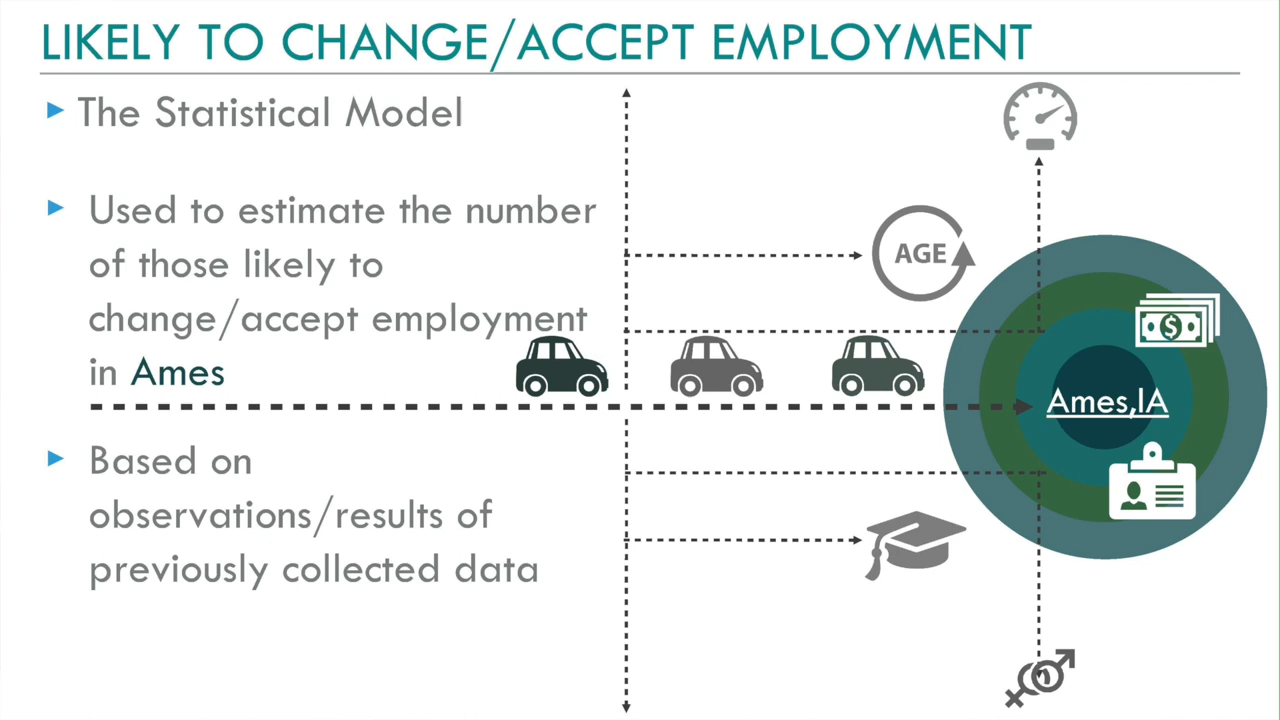 LIKELY TO CHANGE/ACCEPT EMPLOYMENT
The Statistical Model
Used to estimate the number
of those likely to
change/accept employment
in Ames
Based on
observations/results of
previously collected data
AGE
$
Ames,IA